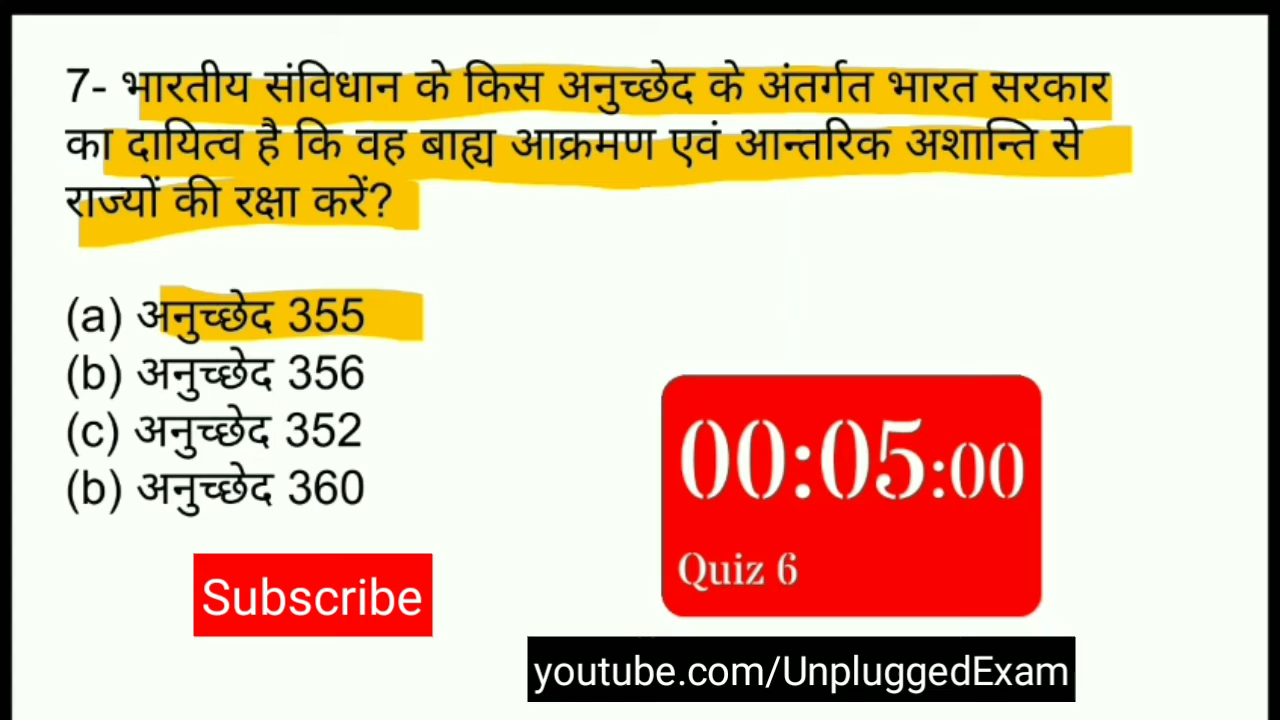 7- भारतीय संविधान के किस अनुच्छेद के अंतर्गत भारत सरकार
का दायित्व है कि वह बाह्य आक्रमण एवं आन्तरिक अशान्ति से
राज्यों की रक्षा करें?
(a) अनुच्छेद 355
(b) अनुच्छेद 356
(c) अनुच्छेद 352
(b) अनुच्छेद 360
00:05:00
Quiz 6
Subscribe
youtube.com/UnpluggedExam